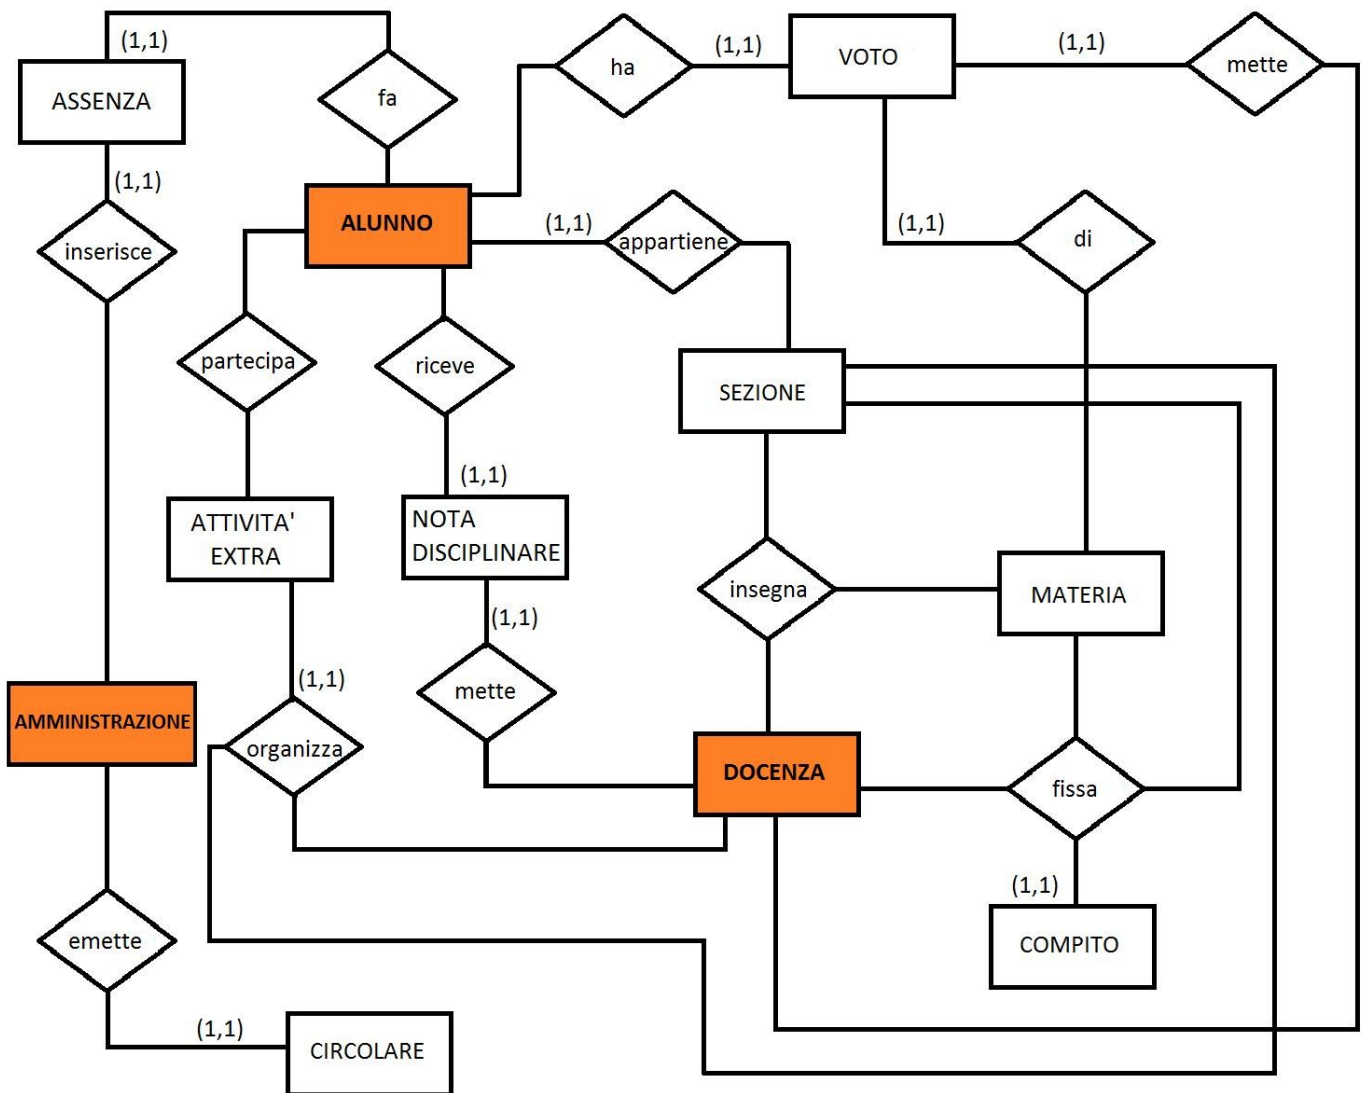 (1,1)
(1,1)
(1,1)
ha
VOTO
mette
ASSENZA
fa
(1,1)
ALUNNO
(1,1)
(1,1)
inserisce
appartiene
di
partecipa
riceve
SEZIONE
(1,1)
ATTIVITA'
EXTRA
NOTA
DISCIPLINARE
insegna
MATERIA
(1,1)
(1,1)
mette
AMMINISTRAZIONE
organizza
DOCENZA
fissa
(1,1)
emette
COMPITO
(1,1)
CIRCOLARE